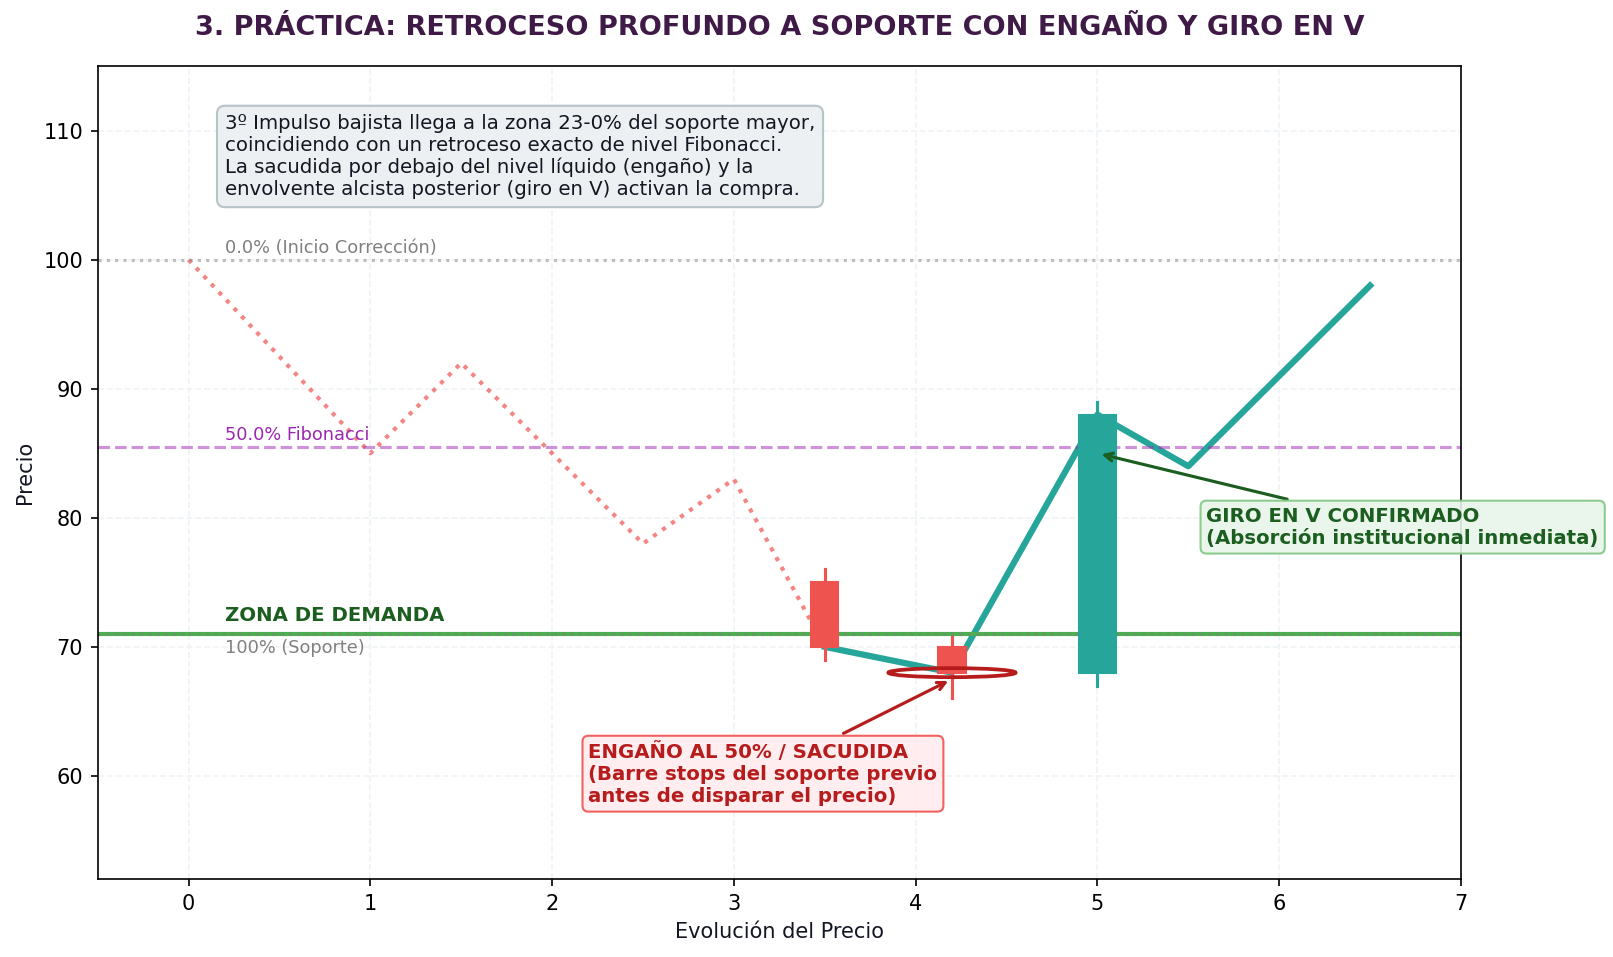 3. PRÁCTICA: RETROCESO PROFUNDO A SOPORTE CON ENGAÑO Y GIRO EN V
3º Impulso bajista llega a la zona 23-0% del soporte mayor,
coincidiendo con un retroceso exacto de nivel Fibonacci.
La sacudida por debajo del nivel líquido (engaño) y la
envolvente alcista posterior (giro en V) activan la compra.
0.0% (Inicio Corrección)
50.0% Fibonacci
GIRO EN V CONFIRMADO
(Absorción institucional inmediata)
ZONA DE DEMANDA
100% (Soporte)
ENGAÑO AL 50% / SACUDIDA
(Barre stops del soporte previo
antes de disparar el precio)
Precio
110
100
90
80
70
60
0 1 2 3 4 5 6 7
Evolución del Precio